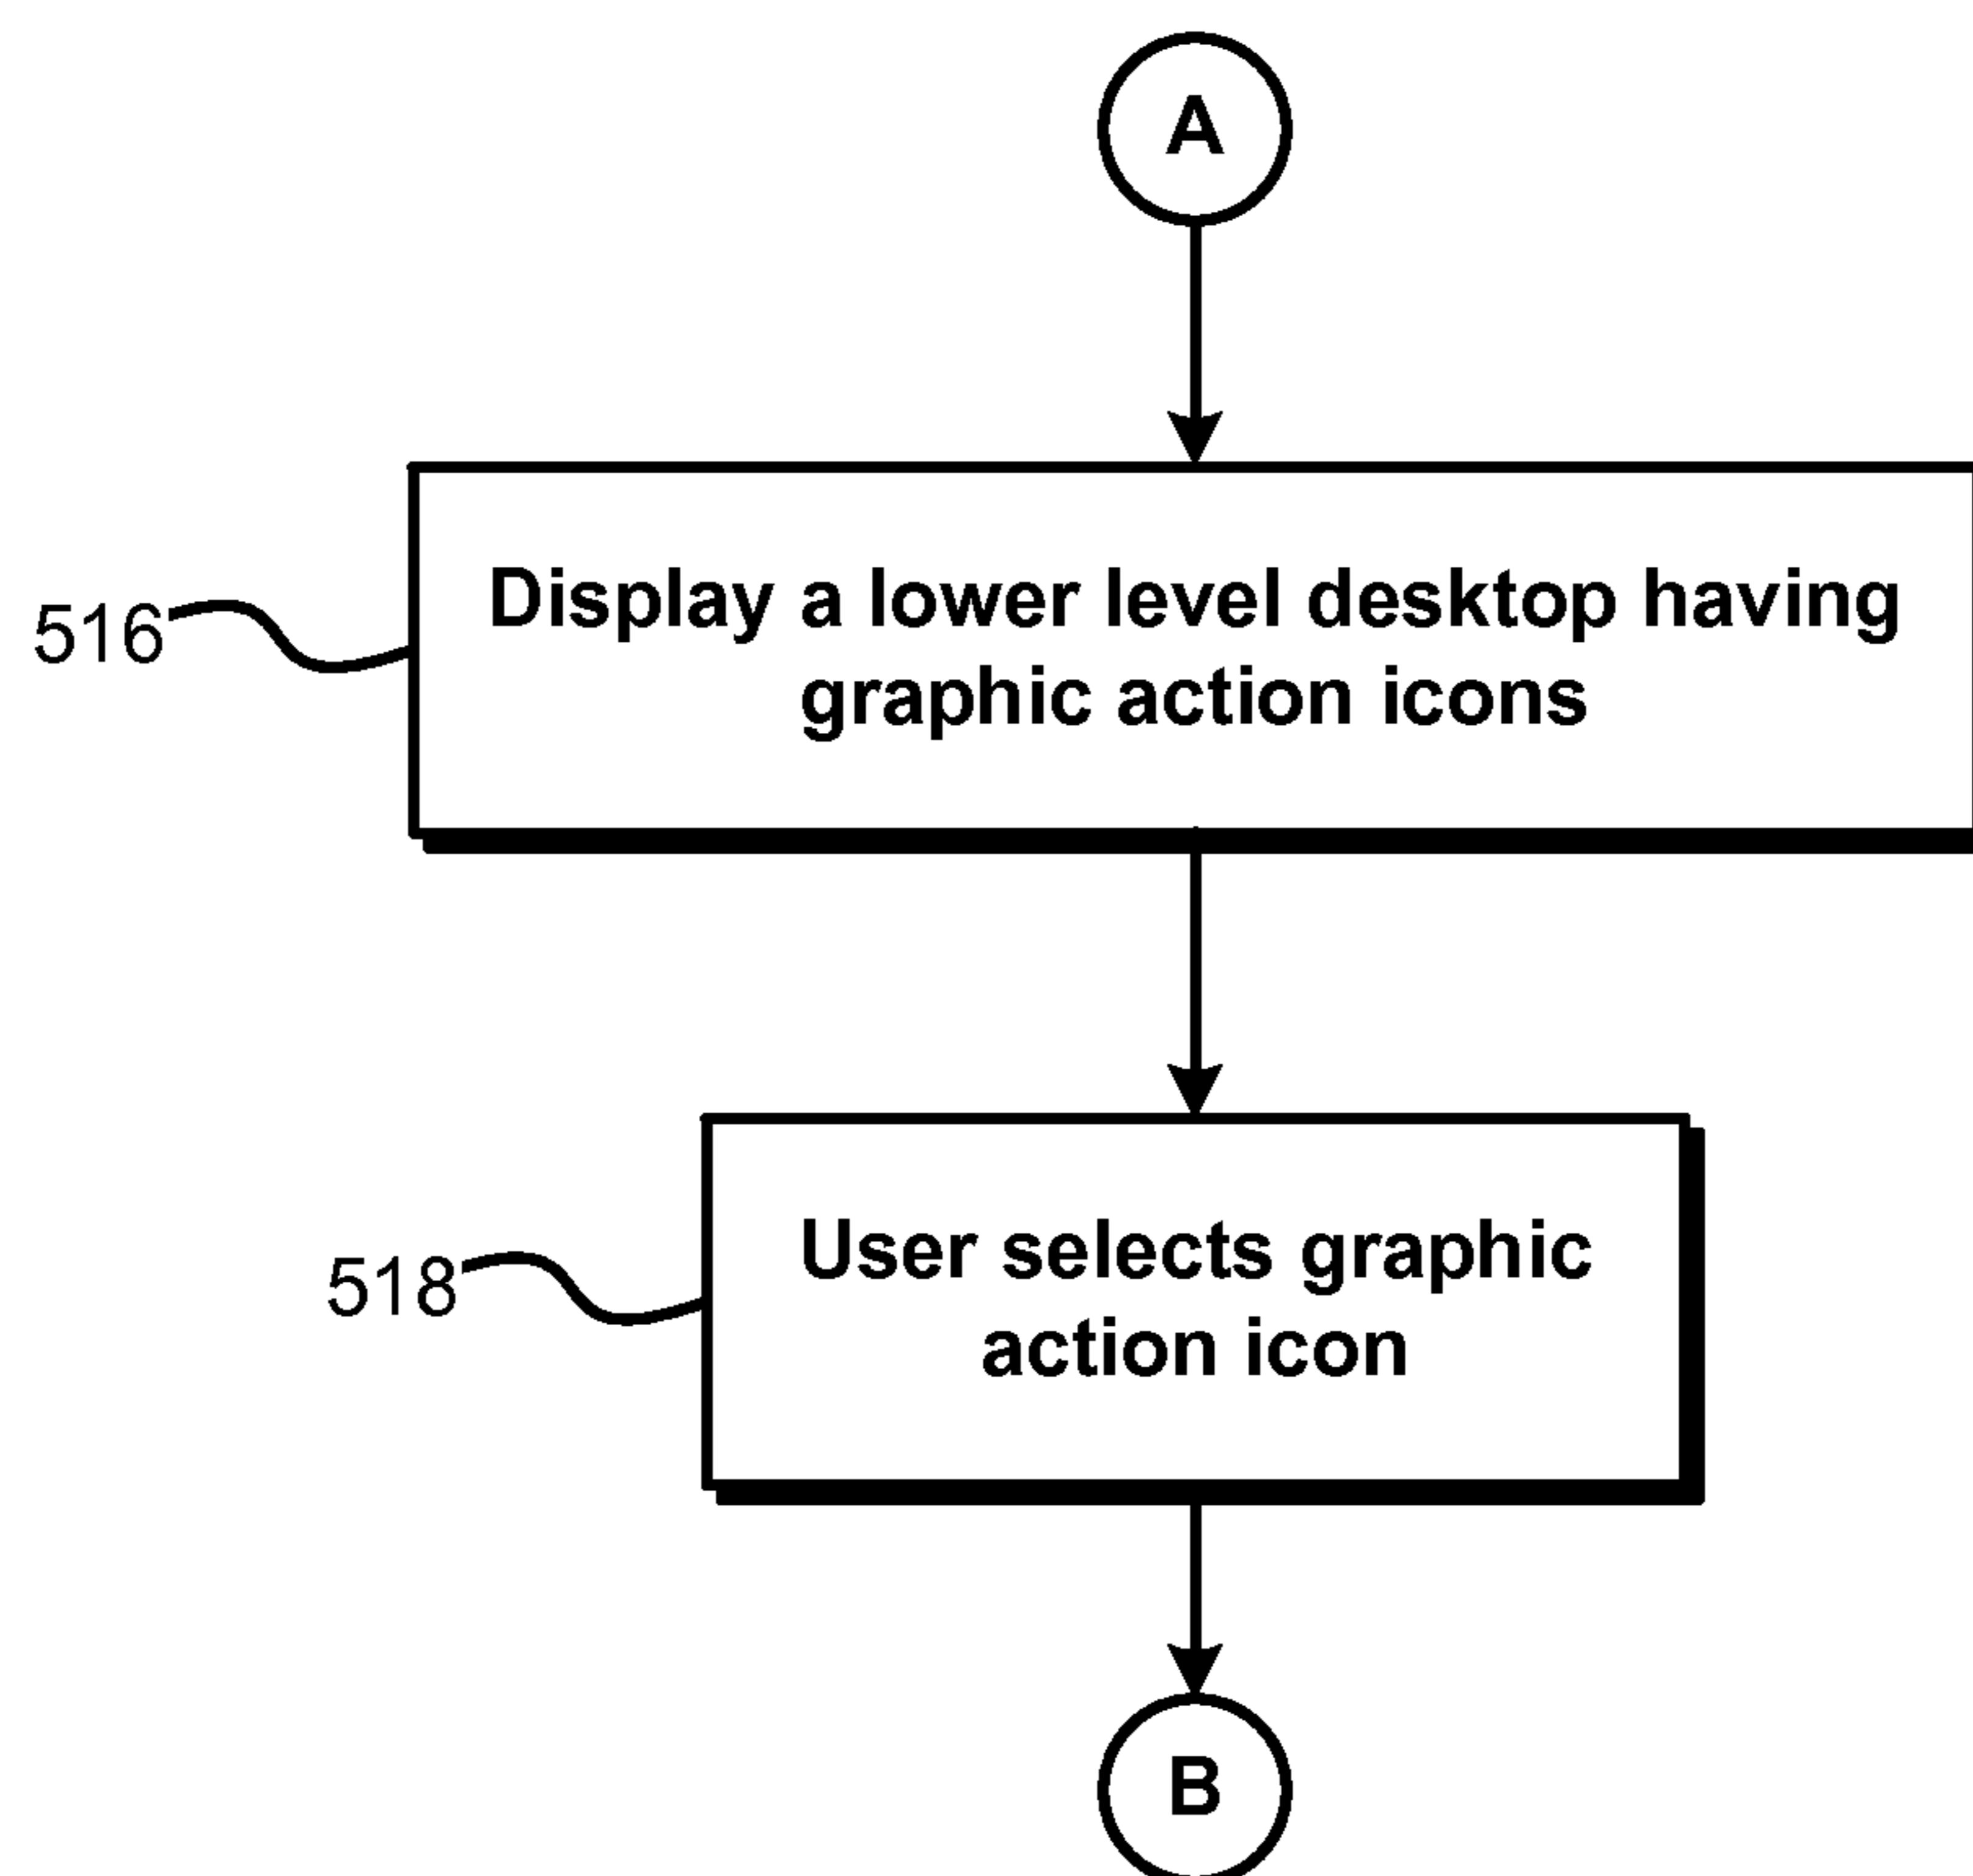 A
Display a lower level desktop having
graphic action icons
516
User selects graphic
action icon
518
B